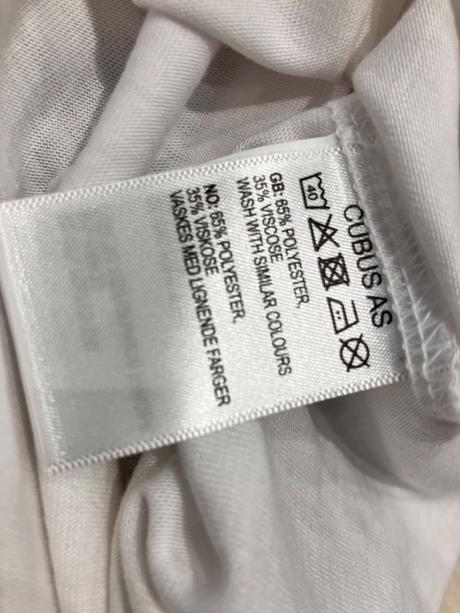 CUBUS AS
40
GB: 65% POLYESTER,
35% VISCOSE
WASH WITH SIMILAR COLOURS
NO: 65% POLYESTER,
35% VISKOSE
VASKES MED LIGNENDE FARGER